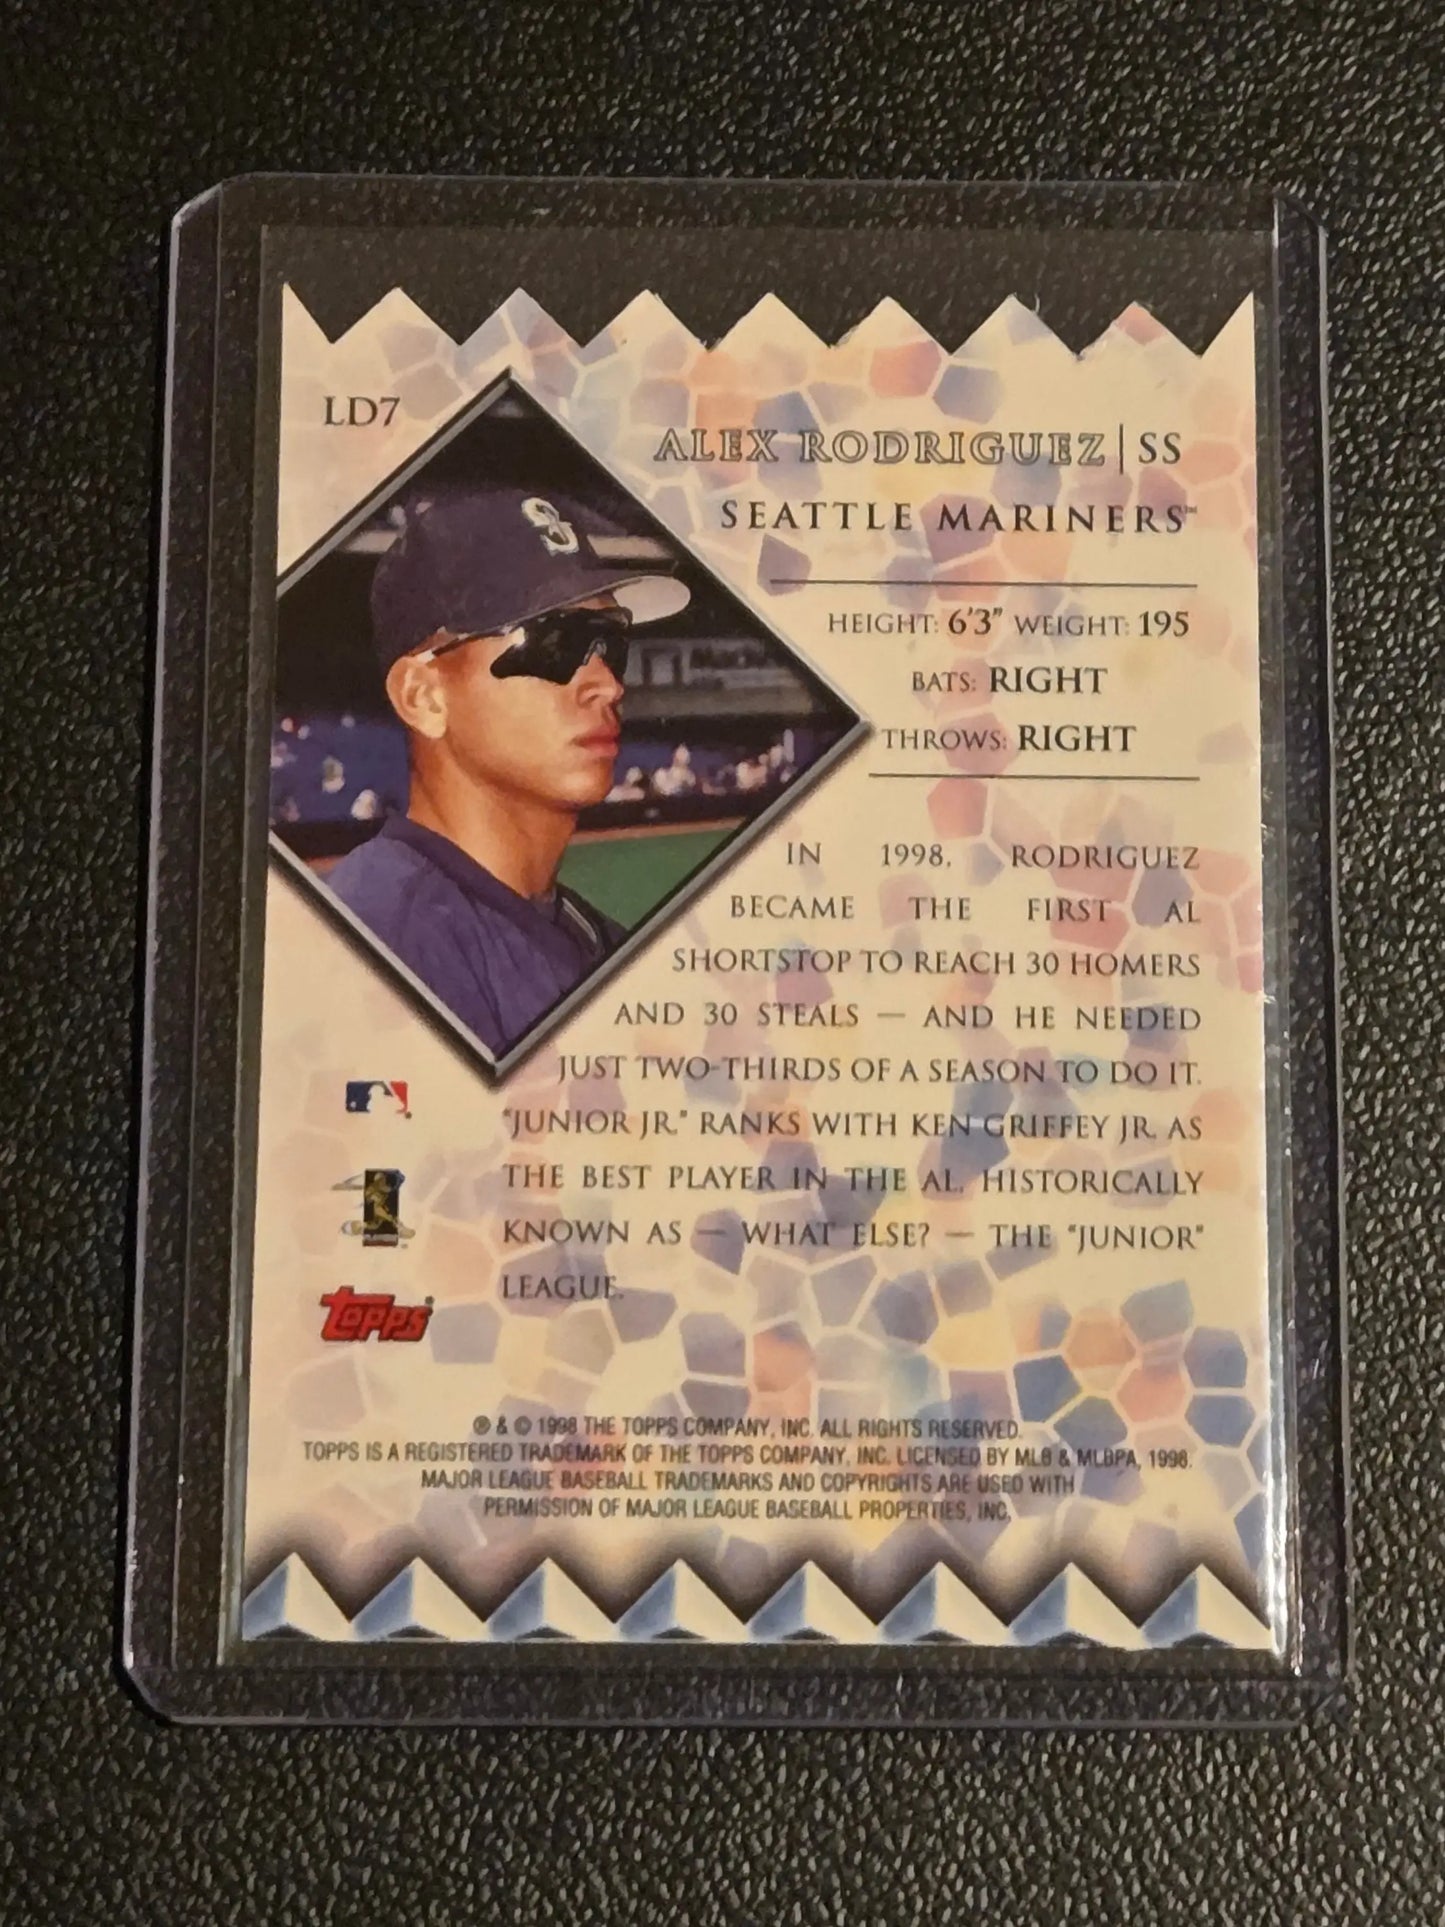 LD7
ALEX RODRIGUEZ | SS
SEATTLE MARINERS™
HEIGHT: 6'3" WEIGHT: 195
BATS: RIGHT
THROWS: RIGHT
IN 1998, RODRIGUEZ
BECAME THE FIRST AL
SHORTSTOP TO REACH 30 HOMERS
AND 30 STEALS — AND HE NEEDED
JUST TWO-THIRDS OF A SEASON TO DO IT.
"JUNIOR JR." RANKS WITH KEN GRIFFEY JR. AS
THE BEST PLAYER IN THE AL, HISTORICALLY
KNOWN AS — WHAT ELSE? — THE "JUNIOR"
LEAGUE.
S
Topps®
® & © 1998 THE TOPPS COMPANY, INC. ALL RIGHTS RESERVED.
TOPPS IS A REGISTERED TRADEMARK OF THE TOPPS COMPANY, INC. LICENSED BY MLB & MLBPA, 1998.
MAJOR LEAGUE BASEBALL TRADEMARKS AND COPYRIGHTS ARE USED WITH
PERMISSION OF MAJOR LEAGUE BASEBALL PROPERTIES, INC.